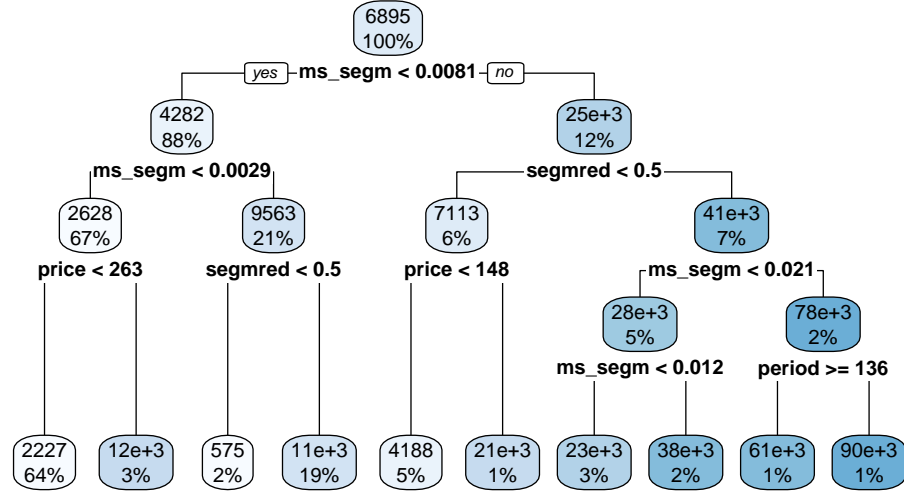 6895
100%
yes ms_segm < 0.0081 no
4282
88%
25e+3
12%
ms_segm < 0.0029
segmred < 0.5
2628
67%
9563
21%
7113
6%
41e+3
7%
price < 263
segmred < 0.5
price < 148
ms_segm < 0.021
28e+3
5%
78e+3
2%
ms_segm < 0.012
period >= 136
2227
64%
12e+3
3%
575
2%
11e+3
19%
4188
5%
21e+3
1%
23e+3
3%
38e+3
2%
61e+3
1%
90e+3
1%